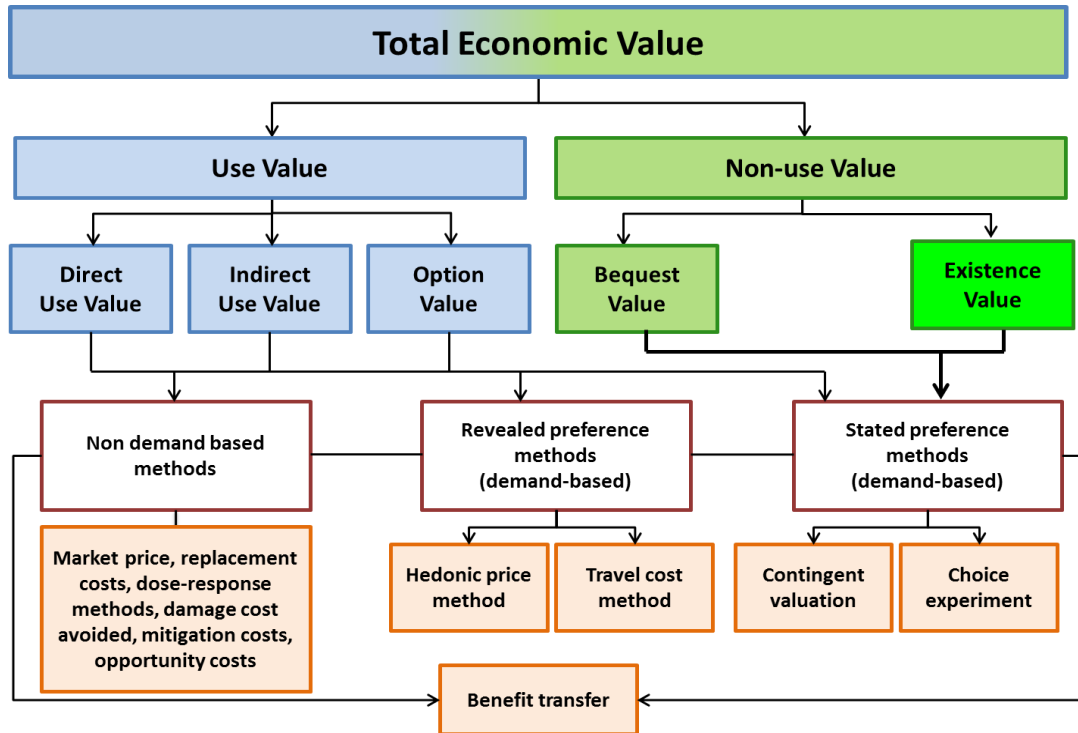 Total Economic Value
Use Value
Non-use Value
Direct
Use Value
Indirect
Use Value
Option
Value
Bequest
Value
Existence
Value
Non demand based
methods
Revealed preference
methods
(demand-based)
Stated preference
methods
(demand-based)
Market price, replacement
costs, dose-response
methods, damage cost
avoided, mitigation costs,
opportunity costs
Hedonic price
method
Travel cost
method
Contingent
valuation
Choice
experiment
Benefit transfer